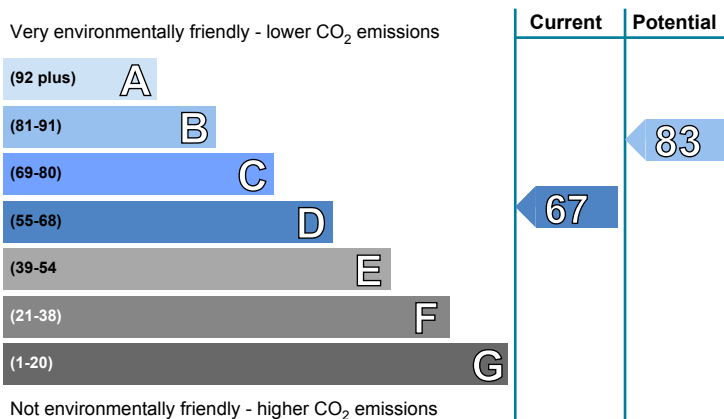 Current Potential
Very environmentally friendly - lower CO2 emissions
(92 plus) A
(81-91) B
83
(69-80) C
67
(55-68) D
(39-54 E
(21-38) F
(1-20) G
Not environmentally friendly - higher CO2 emissions